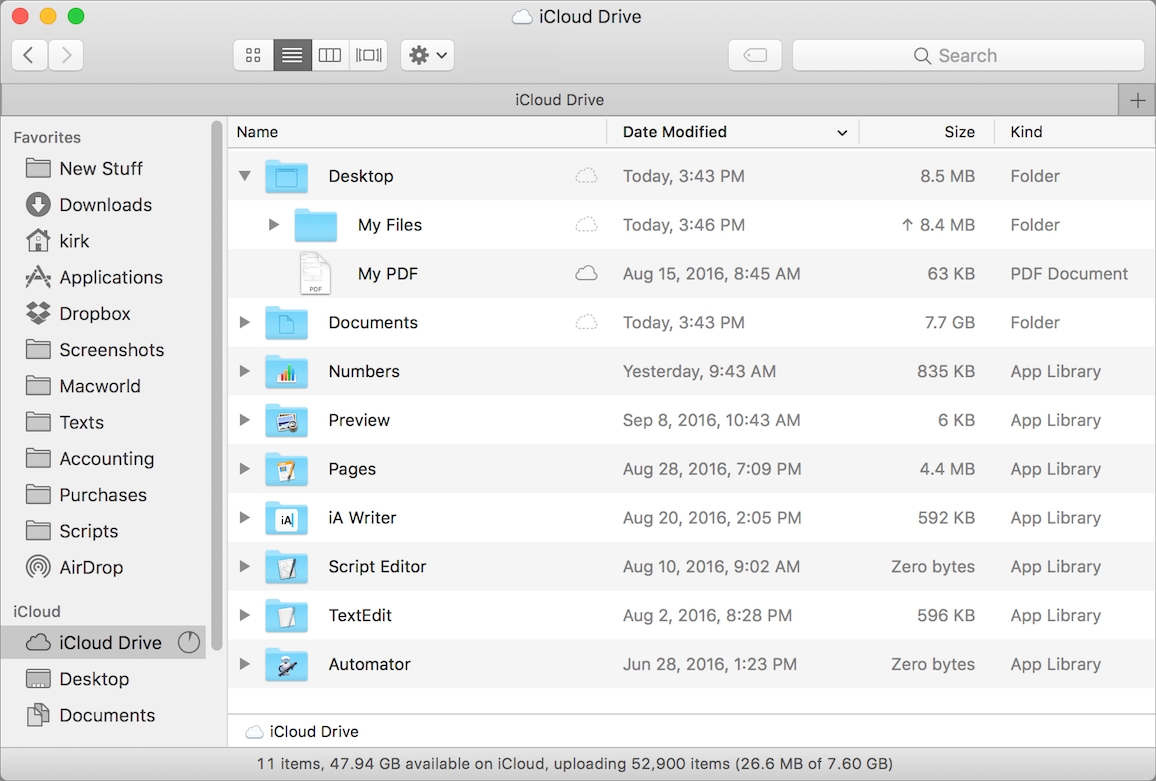 iCloud Drive
Search
iCloud Drive
Favorites
New Stuff
Downloads
kirk
Applications
Dropbox
Screenshots
Macworld
Texts
Accounting
Purchases
Scripts
AirDrop
iCloud
iCloud Drive
Desktop
Documents
Name Date Modified Size Kind
Desktop Today, 3:43 PM 8.5 MB Folder
My Files Today, 3:46 PM ↑ 8.4 MB Folder
PDF My PDF Aug 15, 2016, 8:45 AM 63 KB PDF Document
Documents Today, 3:43 PM 7.7 GB Folder
Numbers Yesterday, 9:43 AM 835 KB App Library
Preview Sep 8, 2016, 10:43 AM 6 KB App Library
Pages Aug 28, 2016, 7:09 PM 4.4 MB App Library
iA iA Writer Aug 20, 2016, 2:05 PM 592 KB App Library
Script Editor Aug 10, 2016, 9:02 AM Zero bytes App Library
TextEdit Aug 2, 2016, 8:28 PM 596 KB App Library
Automator Jun 28, 2016, 1:23 PM Zero bytes App Library
iCloud Drive
11 items, 47.94 GB available on iCloud, uploading 52,900 items (26.6 MB of 7.60 GB)